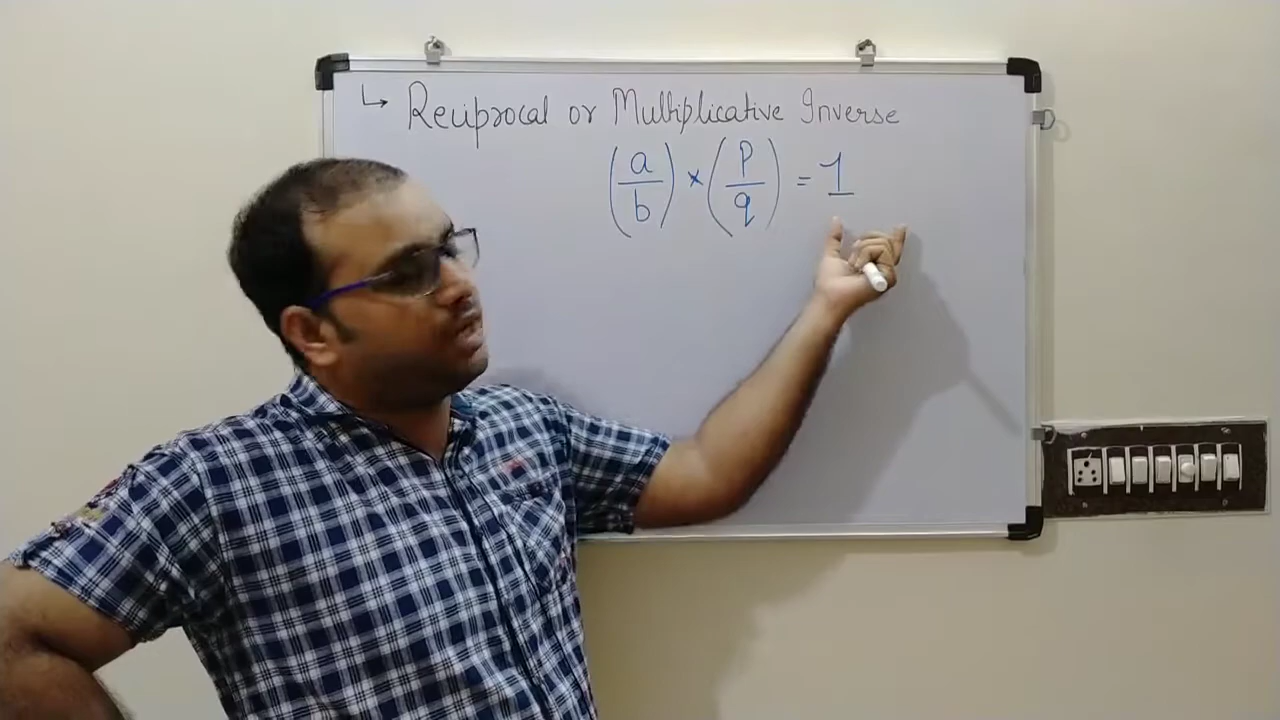 ↳ Reciprocal or Multiplicative Inverse
(a/b) × (p/q) = 1